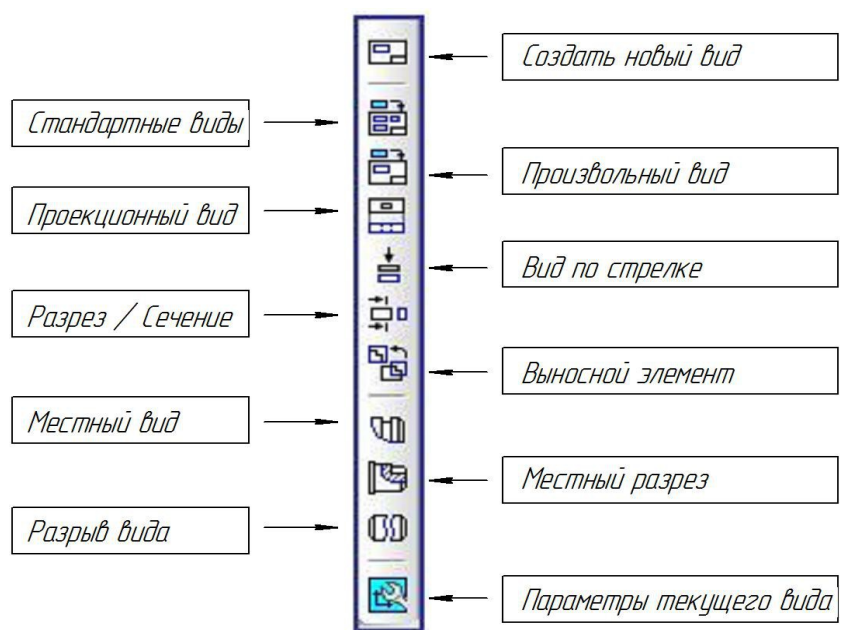 Создать новый вид
Стандартные виды
Произвольный вид
Проекционный вид
Вид по стрелке
Разрез / Сечение
Выносной элемент
Местный вид
Местный разрез
Разрыв вида
Параметры текущего вида